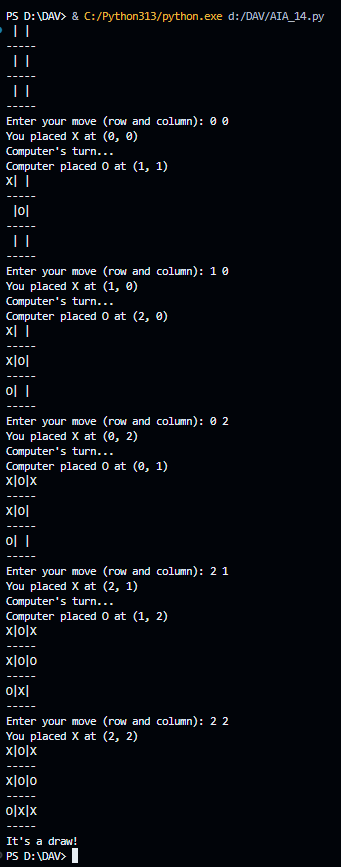 PS D:\DAV> & C:/Python313/python.exe d:/DAV/AIA_14.py
 | |
-----
 | |
-----
 | |
-----
Enter your move (row and column): 0 0
You placed X at (0, 0)
Computer's turn...
Computer placed O at (1, 1)
X| |
-----
 |O|
-----
 | |
-----
Enter your move (row and column): 1 0
You placed X at (1, 0)
Computer's turn...
Computer placed O at (2, 0)
X| |
-----
X|O|
-----
O| |
-----
Enter your move (row and column): 0 2
You placed X at (0, 2)
Computer's turn...
Computer placed O at (0, 1)
X|O|X
-----
X|O|
-----
O| |
-----
Enter your move (row and column): 2 1
You placed X at (2, 1)
Computer's turn...
Computer placed O at (1, 2)
X|O|X
-----
X|O|O
-----
O|X|
-----
Enter your move (row and column): 2 2
You placed X at (2, 2)
X|O|X
-----
X|O|O
-----
O|X|X
-----
It's a draw!
PS D:\DAV>